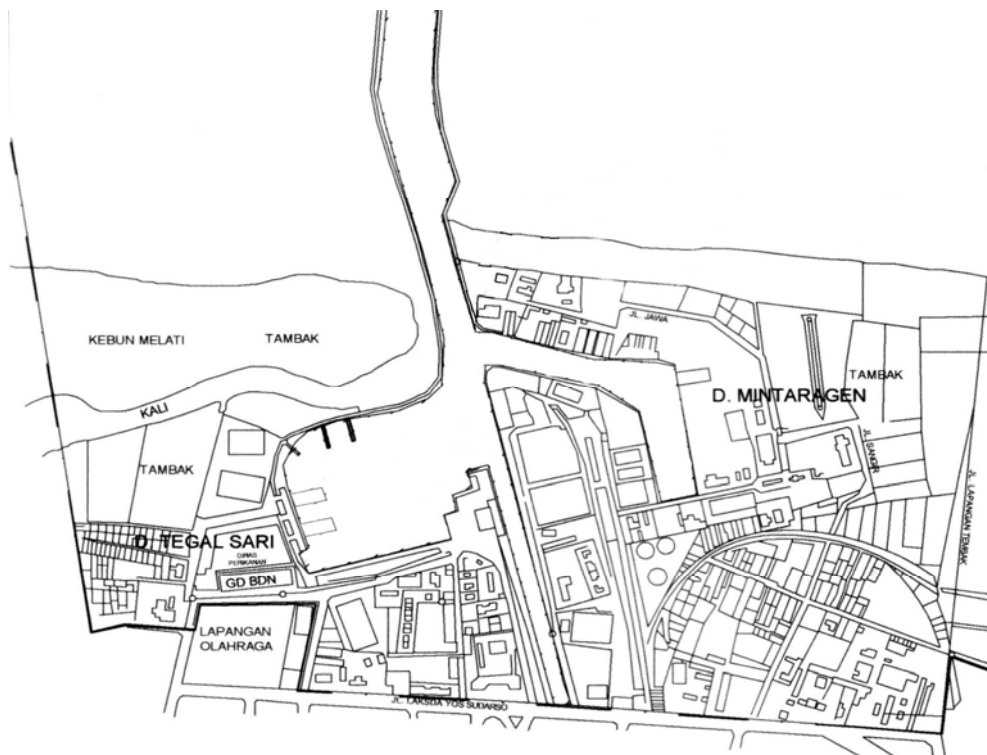 JL. JAWA
KEBUN MELATI
TAMBAK
TAMBAK
D. MINTARAGEN
KALI
JL. BANGIR
TAMBAK
JL. LAPANGAN TEMBAK
D. TEGAL SARI
DINAS
PERIKANAN
GD BDN
LAPANGAN
OLAHRAGA
JL. LAKSDA YOS SUDARSO